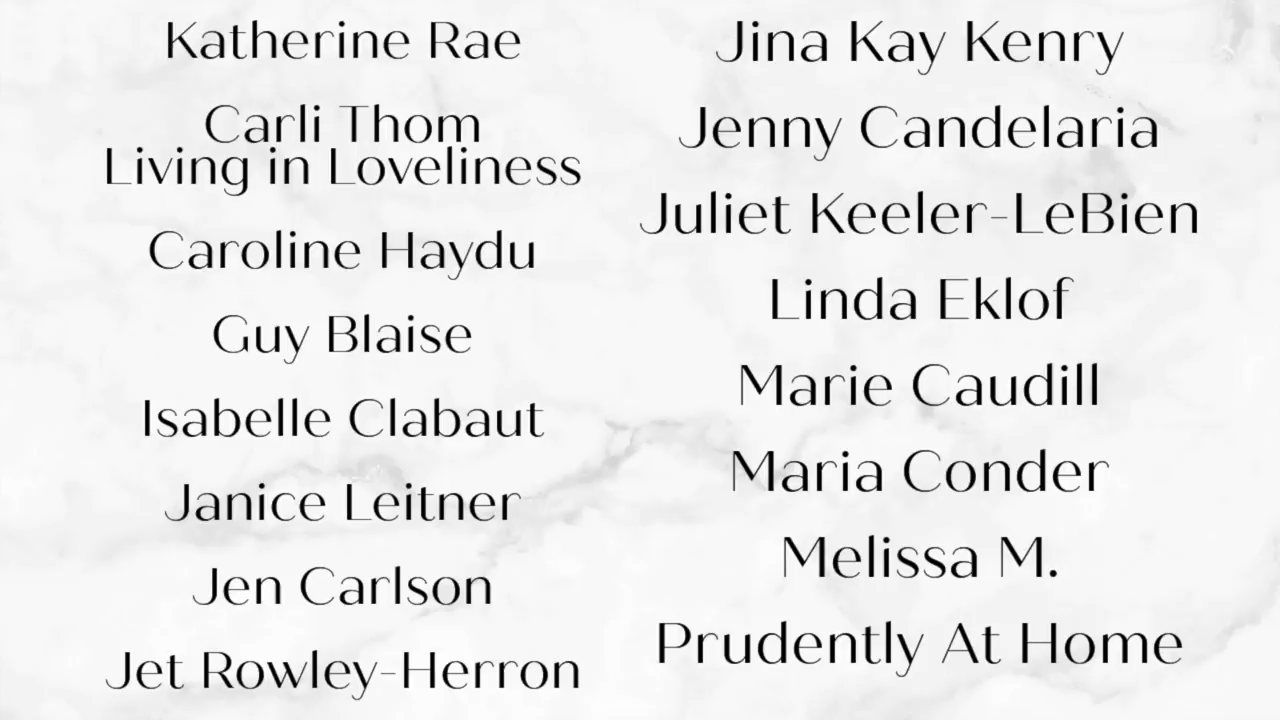 Katherine Rae
Carli Thom
Living in Loveliness
Caroline Haydu
Guy Blaise
Isabelle Clabaut
Janice Leitner
Jen Carlson
Jet Rowley-Herron
Jina Kay Kenry
Jenny Candelaria
Juliet Keeler-LeBien
Linda Eklof
Marie Caudill
Maria Conder
Melissa M.
Prudently At Home